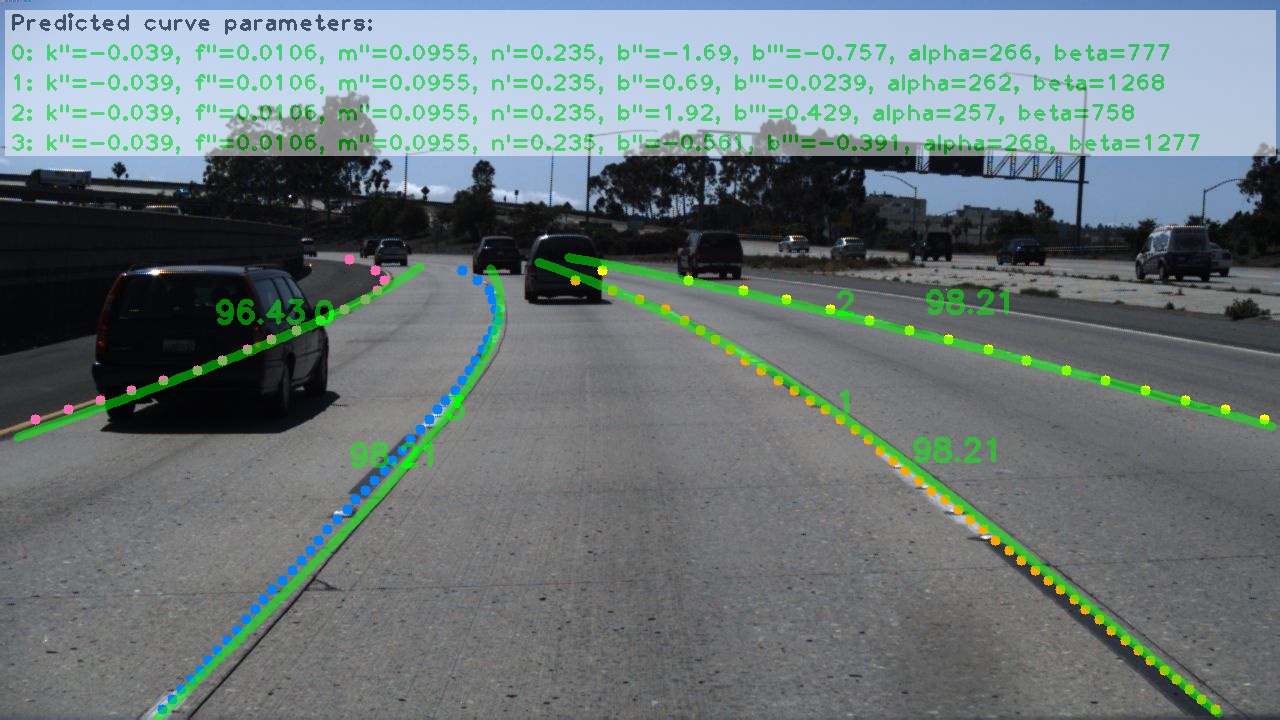 Predicted curve parameters:
0: k''=-0.039, f''=0.0106, m''=0.0955, n'=0.235, b''=-1.69, b'''=-0.757, alpha=266, beta=777
1: k''=-0.039, f''=0.0106, m''=0.0955, n'=0.235, b''=0.69, b'''=0.0239, alpha=262, beta=1268
2: k''=-0.039, f''=0.0106, m''=0.0955, n'=0.235, b''=1.92, b'''=0.429, alpha=257, beta=758
3: k''=-0.039, f''=0.0106, m''=0.0955, n'=0.235, b''=-0.561, b'''=-0.391, alpha=268, beta=1277
96.43 0
2 98.21
3 1
98.21 98.21